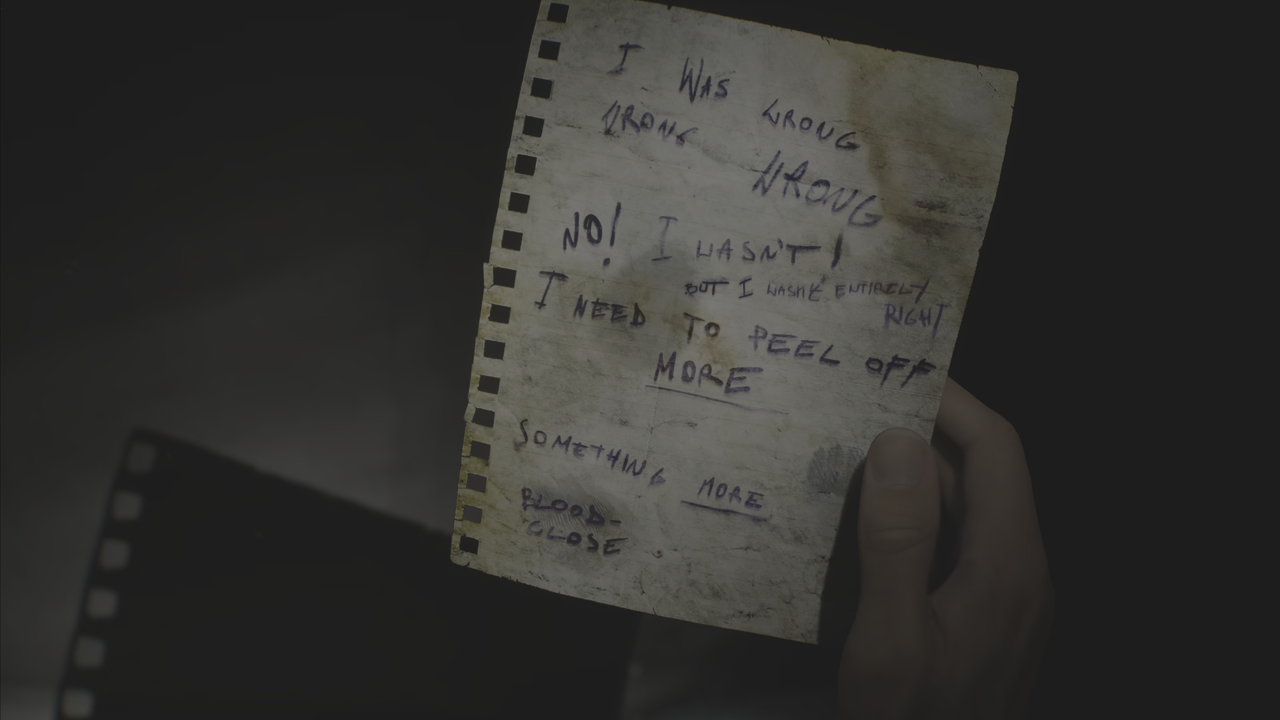 I WAS WRONG
WRONG WRONG
NO! I WASN'T!
BUT I WASN'T ENTIRELY
RIGHT
I NEED TO PEEL OFF
MORE
SOMETHING MORE
BLOOD-
CLOSE.